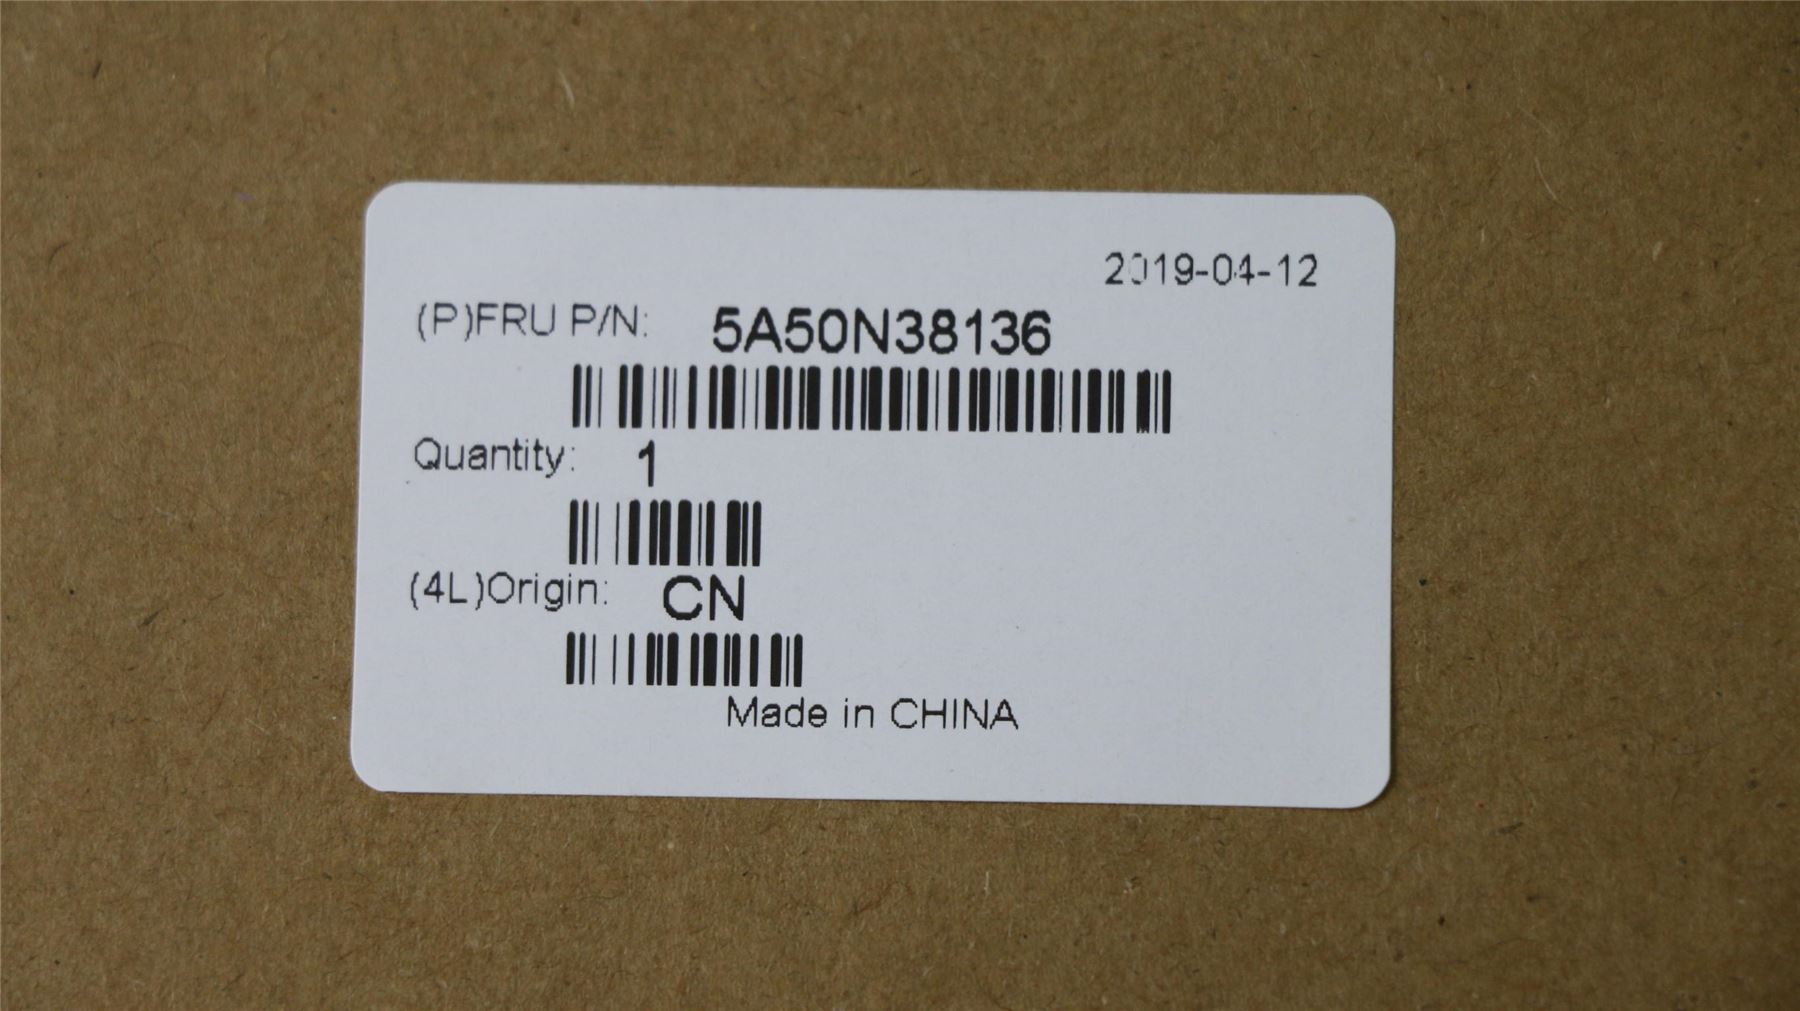 2019-04-12
(P)FRU P/N: 5A50N38136
Quantity: 1
(4L)Origin: CN
Made in CHINA